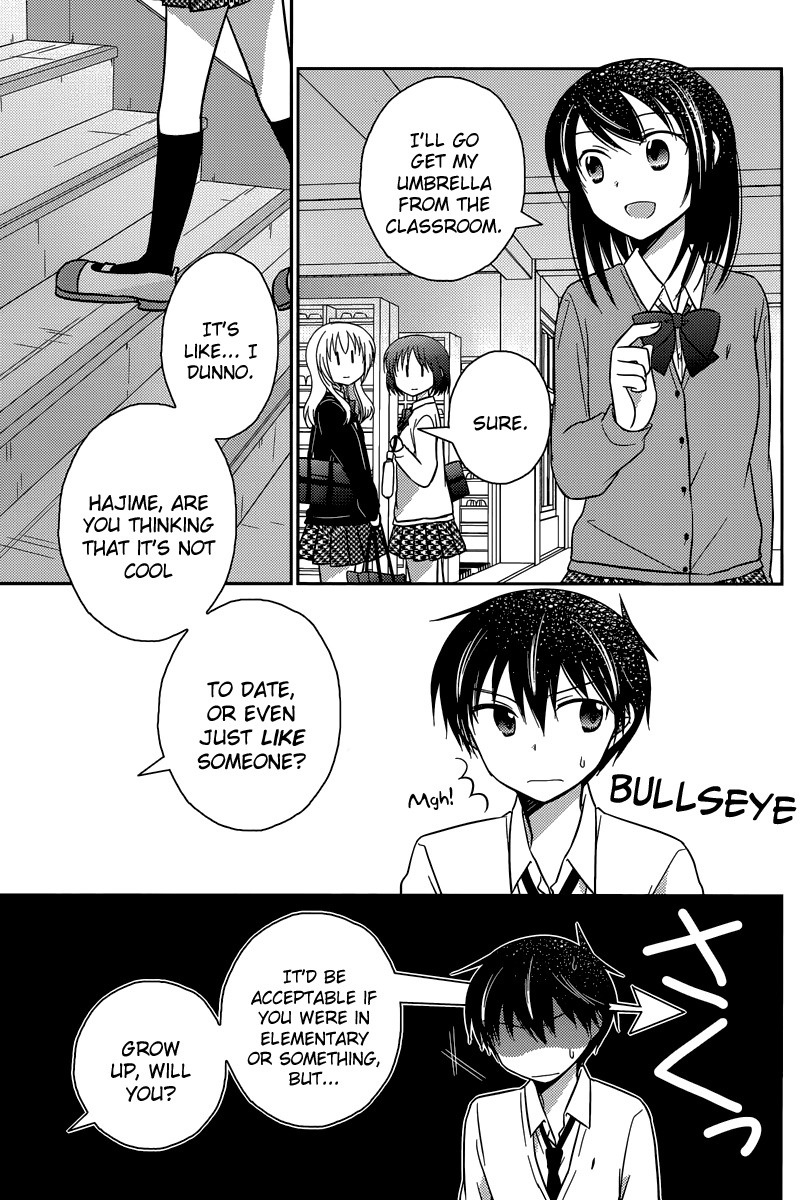 I'LL GO
GET MY
UMBRELLA
FROM THE
CLASSROOM.
SURE.
IT'S
LIKE... I
DUNNO.
HAJIME, ARE
YOU THINKING
THAT IT'S NOT
COOL
TO DATE,
OR EVEN
JUST LIKE
SOMEONE?
Mgh!
BULLSEYE
IT'D BE
ACCEPTABLE IF
YOU WERE IN
ELEMENTARY
OR SOMETHING,
BUT...
GROW
UP, WILL
YOU?
さくっ